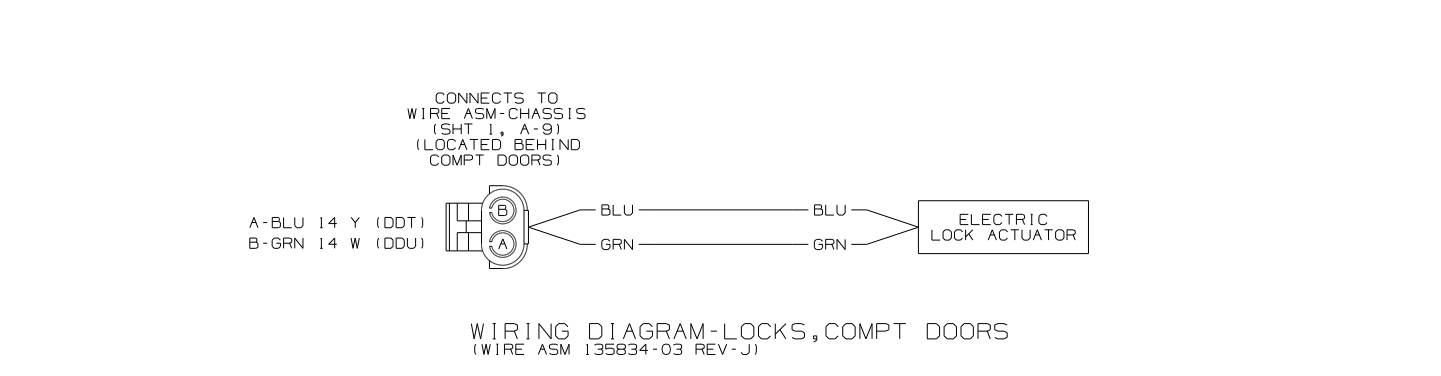 CONNECTS TO
WIRE ASM-CHASSIS
(SHT 1, A-9)
(LOCATED BEHIND
COMPT DOORS)
A-BLU 14 Y (DDT)
B-GRN 14 W (DDU)
B
A
BLU
BLU
GRN
GRN
ELECTRIC
LOCK ACTUATOR
WIRING DIAGRAM-LOCKS,COMPT DOORS
(WIRE ASM 135834-03 REV-J)